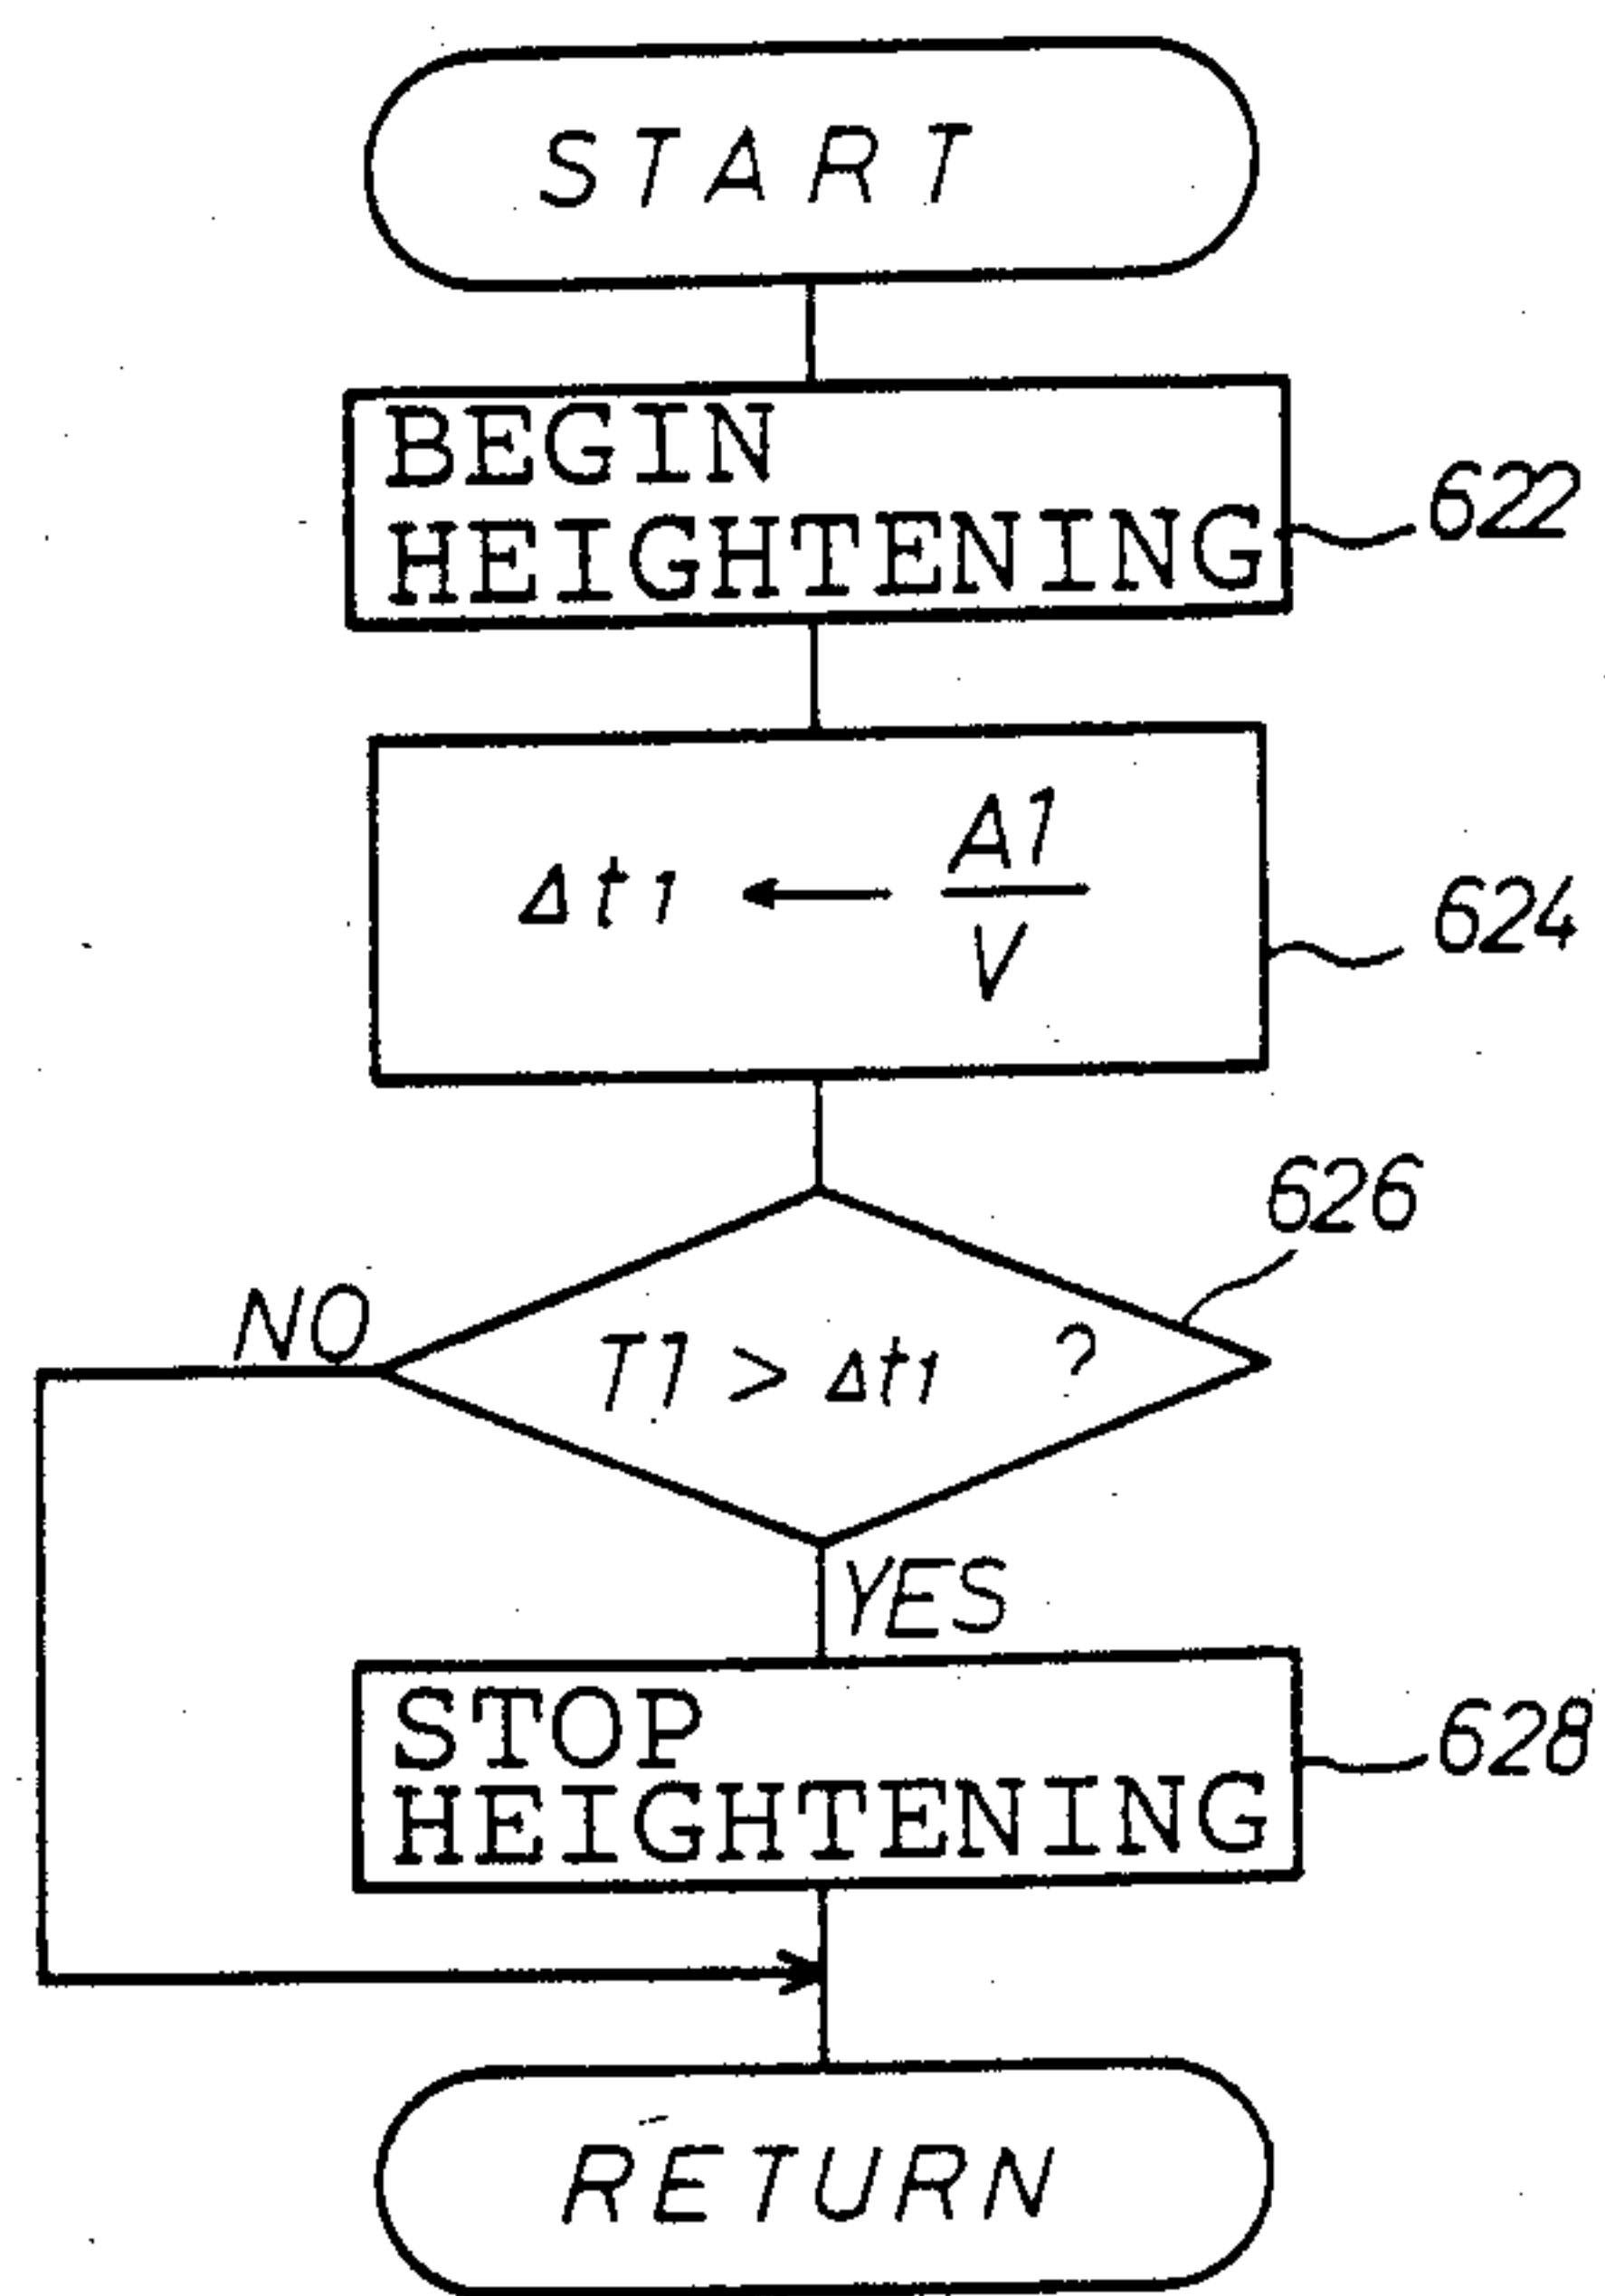 START
BEGIN
HEIGHTENING
622
Δt1 ← A1/V
624
626
NO
T1 > Δt1 ?
YES
STOP
HEIGHTENING
628
RETURN